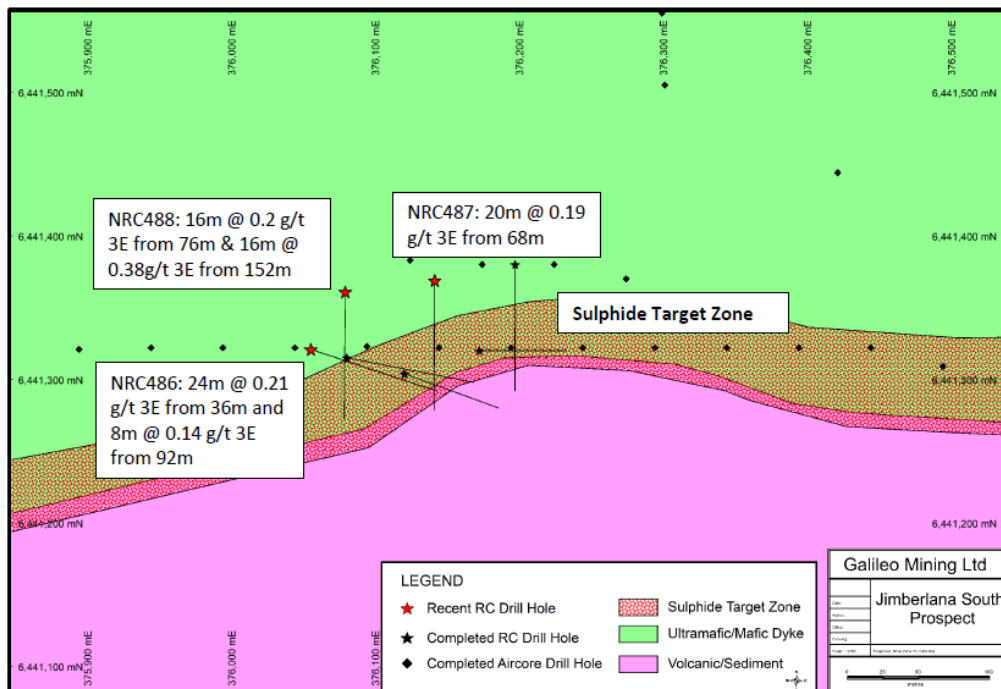 375,900 mE
376,000 mE
376,100 mE
376,200 mE
376,300 mE
376,400 mE
376,500 mE
6,441,500 mN
6,441,500 mN
NRC488: 16m @ 0.2 g/t
3E from 76m & 16m @
0.38g/t 3E from 152m
NRC487: 20m @ 0.19
g/t 3E from 68m
6,441,400 mN
6,441,400 mN
Sulphide Target Zone
6,441,300 mN
6,441,300 mN
NRC486: 24m @ 0.21
g/t 3E from 36m and
8m @ 0.14 g/t 3E
from 92m
6,441,200 mN
6,441,200 mN
6,441,100 mN
375,900 mE
376,000 mE
376,100 mE
LEGEND
Recent RC Drill Hole
Completed RC Drill Hole
Completed Aircore Drill Hole
Sulphide Target Zone
Ultramafic/Mafic Dyke
Volcanic/Sediment
Galileo Mining Ltd
Jimberlana South
Prospect
0
50
100
metres